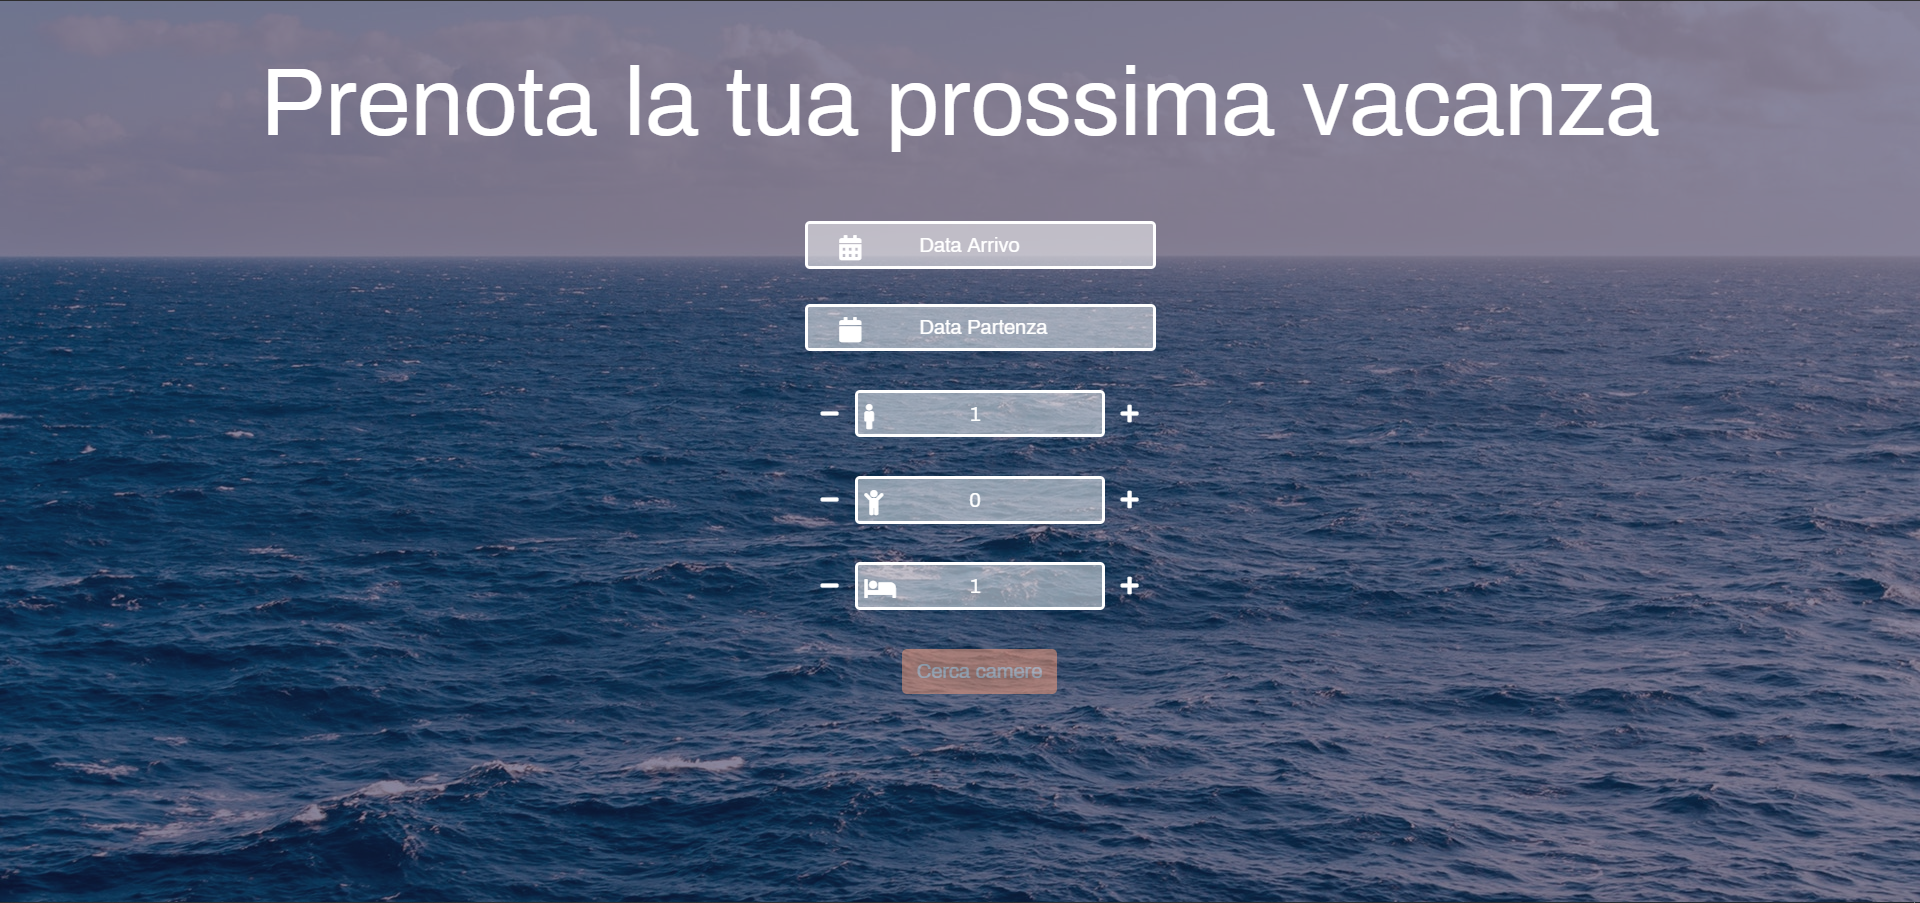 Prenota la tua prossima vacanza
Data Arrivo
Data Partenza
1
0
1
Cerca camere